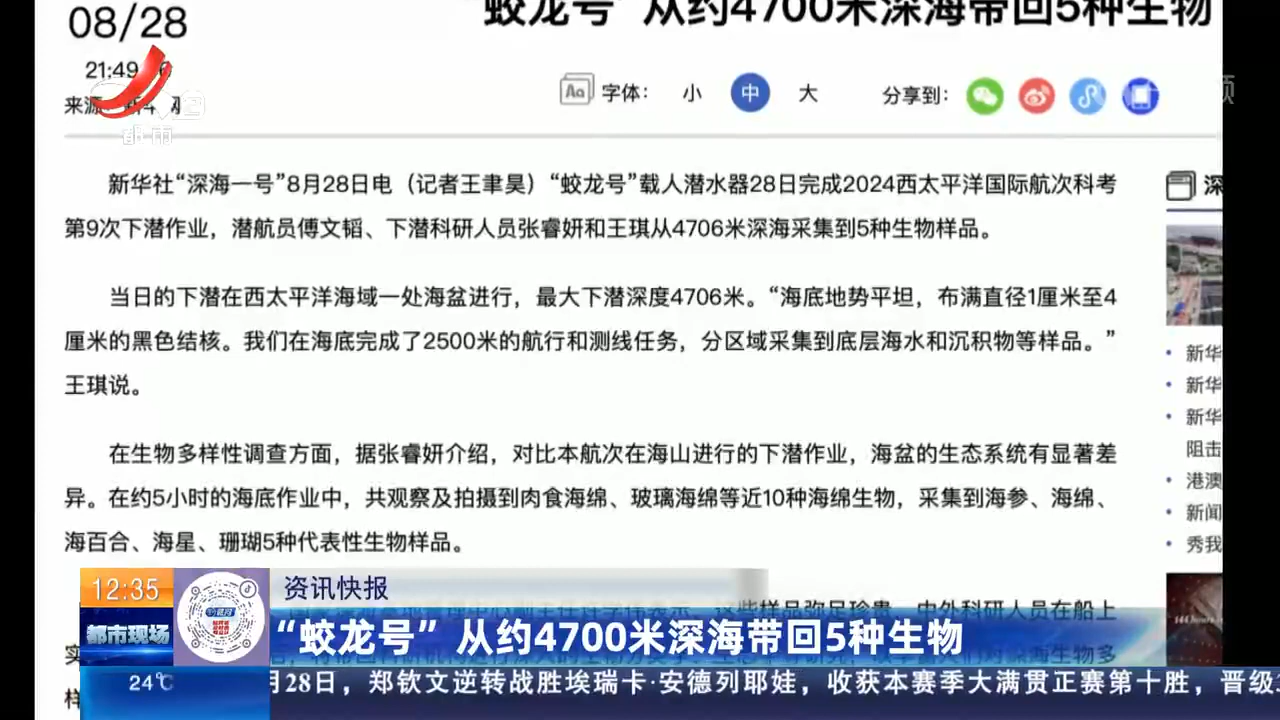 08/28
“蛟龙号”从约4700米深海带回5种生物
21:49
字体： 小 中 大
分享到：
新华社“深海一号”8月28日电（记者王聿昊）“蛟龙号”载人潜水器28日完成2024西太平洋国际航次科考
第9次下潜作业，潜航员傅文韬、下潜科研人员张睿妍和王琪从4706米深海采集到5种生物样品。
当日的下潜在西太平洋海域一处海盆进行，最大下潜深度4706米。“海底地势平坦，布满直径1厘米至4
厘米的黑色结核。我们在海底完成了2500米的航行和测线任务，分区域采集到底层海水和沉积物等样品。”
王琪说。
在生物多样性调查方面，据张睿妍介绍，对比本航次在海山进行的下潜作业，海盆的生态系统有显著差
异。在约5小时的海底作业中，共观察及拍摄到肉食海绵、玻璃海绵等近10种海绵生物，采集到海参、海绵、
海百合、海星、珊瑚5种代表性生物样品。
深
新华
新华
新华
阻击
港澳
新闻
秀我
都市
12:35
资讯快报
这些样品弥足珍贵，中外科研人员在船上
都市现场
“蛟龙号”从约4700米深海带回5种生物
24℃
月28日，郑钦文逆转战胜埃瑞卡·安德列耶娃，收获本赛季大满贯正赛第十胜，晋级